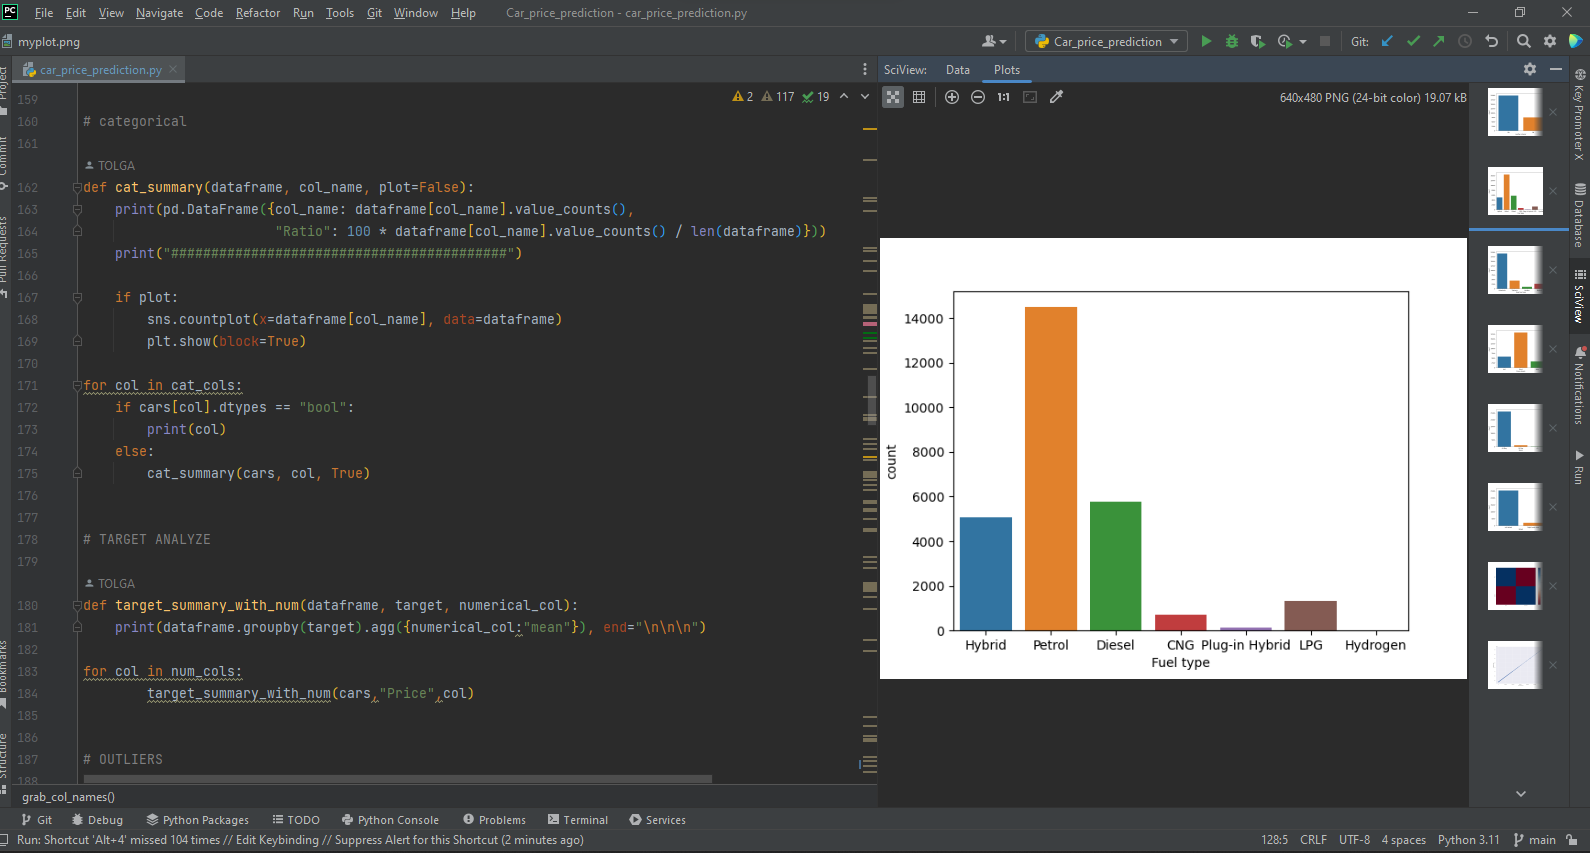 PC File Edit View Navigate Code Refactor Run Tools Git Window Help Car_price_prediction - car_price_prediction.py
myplot.png Car_price_prediction Git:
car_price_prediction.py SciView: Data Plots
2 117 19 1:1 640x480 PNG (24-bit color) 19.07 kB
159
160 # categorical
161
TOLGA
162 def cat_summary(dataframe, col_name, plot=False):
163 print(pd.DataFrame({col_name: dataframe[col_name].value_counts(),
164 "Ratio": 100 * dataframe[col_name].value_counts() / len(dataframe)}))
165 print("##########################################")
166
167 if plot:
168 sns.countplot(x=dataframe[col_name], data=dataframe)
169 plt.show(block=True)
170
171 for col in cat_cols:
172 if cars[col].dtypes == "bool":
173 print(col)
174 else:
175 cat_summary(cars, col, True)
176
177
178 # TARGET ANALYZE
179
TOLGA
180 def target_summary_with_num(dataframe, target, numerical_col):
181 print(dataframe.groupby(target).agg({numerical_col:"mean"}), end="\n\n\n")
182
183 for col in num_cols:
184 target_summary_with_num(cars,"Price",col)
185
186
187 # OUTLIERS
188
grab_col_names()
14000
12000
10000
8000
6000
4000
2000
0
count
Hybrid Petrol Diesel CNG Plug-in Hybrid LPG Hydrogen
Fuel type
Project
Commit
Pull Requests
Bookmarks
Structure
Key Promoter X
Database
SciView
Notifications
Run
Git Debug Python Packages TODO Python Console Problems Terminal Services
Run: Shortcut 'Alt+4' missed 104 times // Edit Keybinding // Suppress Alert for this Shortcut (2 minutes ago) 128:5 CRLF UTF-8 4 spaces Python 3.11 main